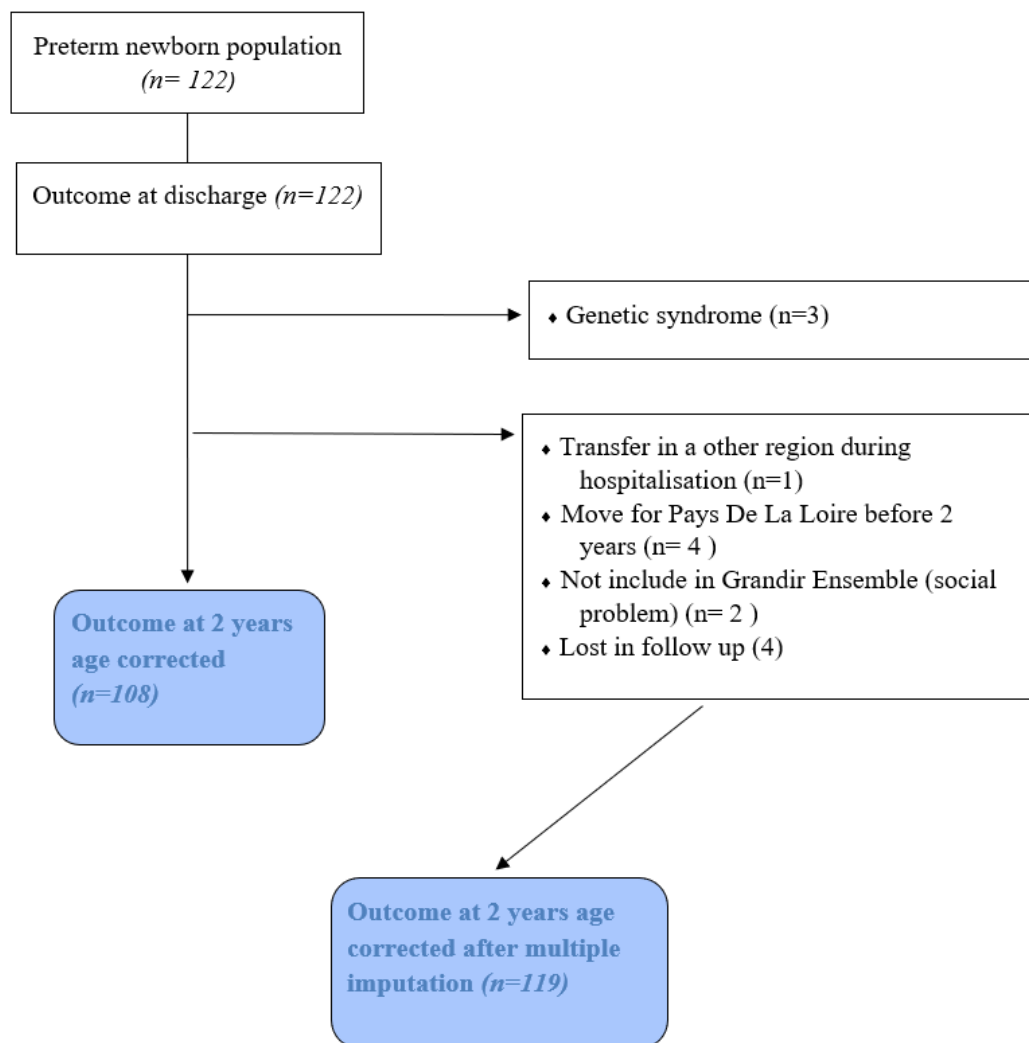 Preterm newborn population
(n= 122)
Outcome at discharge (n=122)
♦ Genetic syndrome (n=3)
♦ Transfer in a other region during
hospitalisation (n=1)
♦ Move for Pays De La Loire before 2
years (n= 4 )
♦ Not include in Grandir Ensemble (social
problem) (n= 2 )
♦ Lost in follow up (4)
Outcome at 2 years
age corrected
(n=108)
Outcome at 2 years age
corrected after multiple
imputation (n=119)